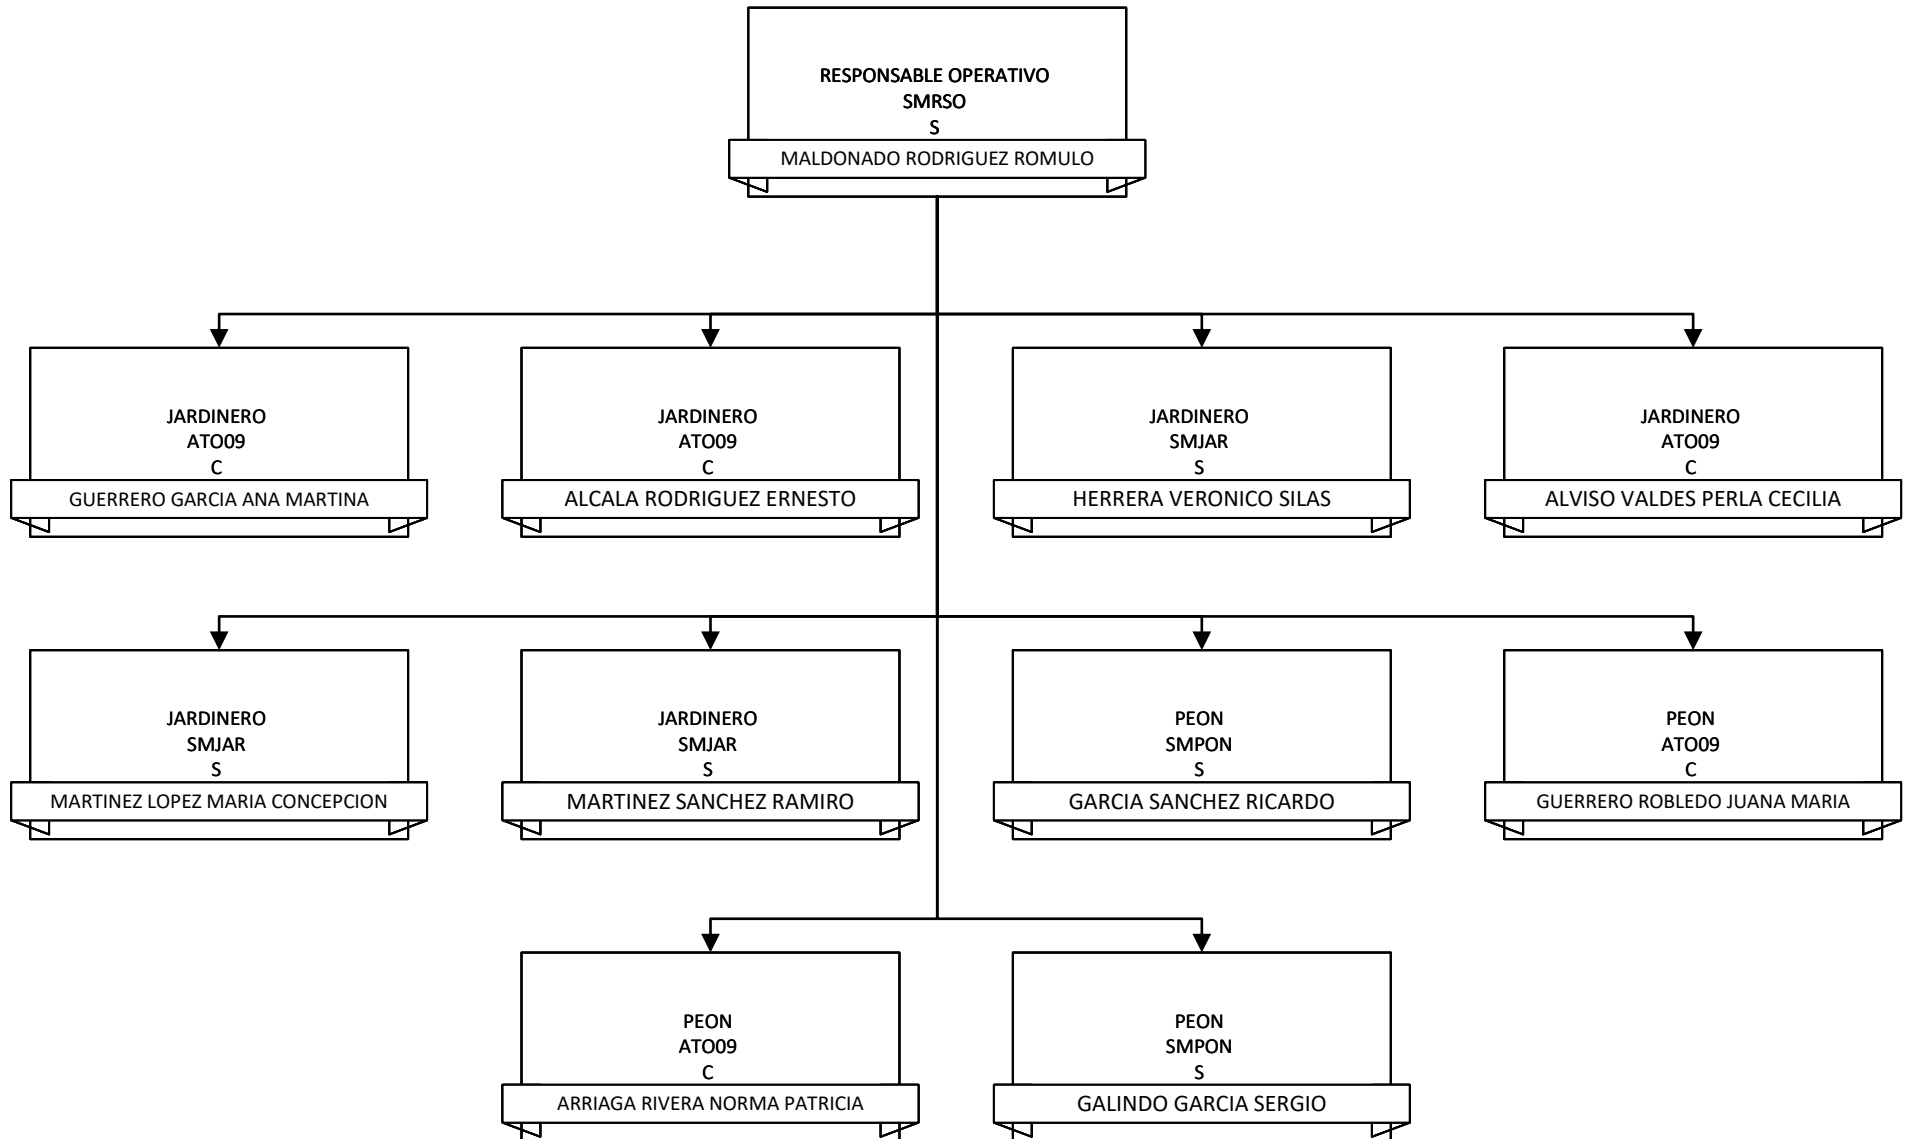 RESPONSABLE OPERATIVO
SMRSO
S
MALDONADO RODRIGUEZ ROMULO
JARDINERO
ATO09
C
GUERRERO GARCIA ANA MARTINA
JARDINERO
ATO09
C
ALCALA RODRIGUEZ ERNESTO
JARDINERO
SMJAR
S
HERRERA VERONICO SILAS
JARDINERO
ATO09
C
ALVISO VALDES PERLA CECILIA
JARDINERO
SMJAR
S
MARTINEZ LOPEZ MARIA CONCEPCION
JARDINERO
SMJAR
S
MARTINEZ SANCHEZ RAMIRO
PEON
SMPON
S
GARCIA SANCHEZ RICARDO
PEON
ATO09
C
GUERRERO ROBLEDO JUANA MARIA
PEON
ATO09
C
ARRIAGA RIVERA NORMA PATRICIA
PEON
SMPON
S
GALINDO GARCIA SERGIO